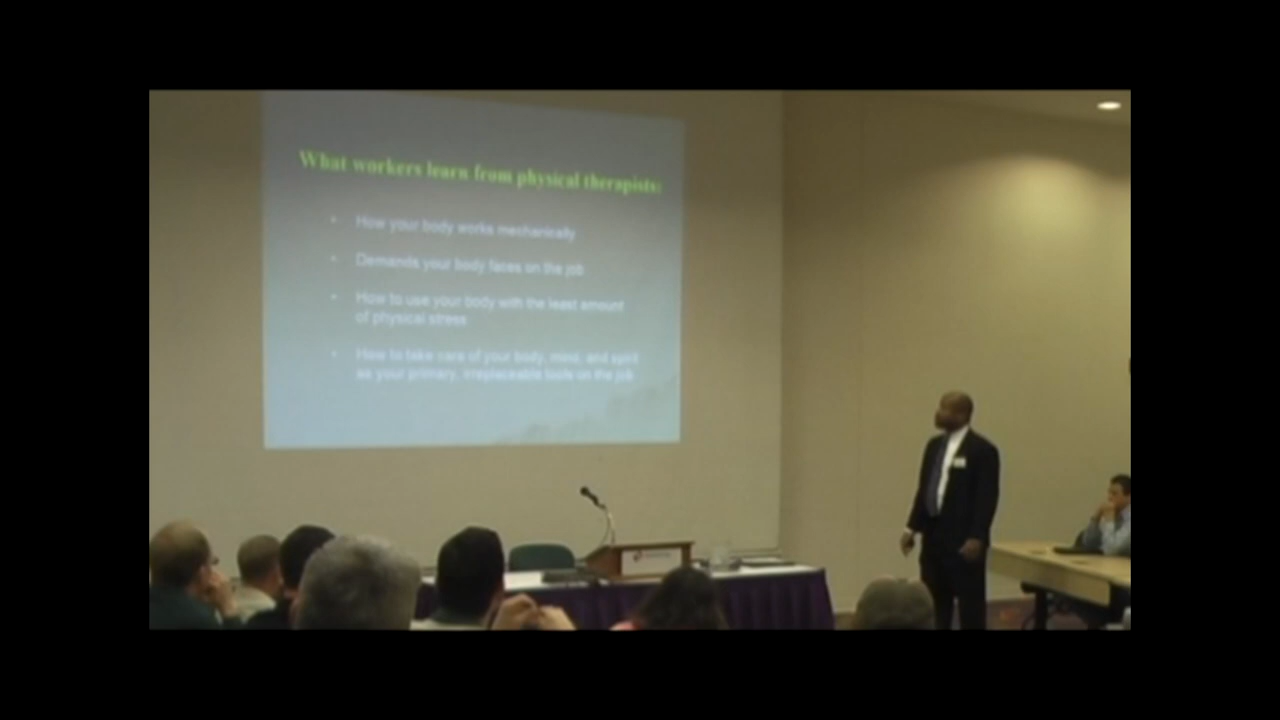 What workers learn from physical therapists:
• How your body works mechanically
• Demands your body faces on the job
• How to use your body with the least amount
of physical stress
• How to take care of your body, mind, and spirit
as your primary, irreplaceable tools on the job